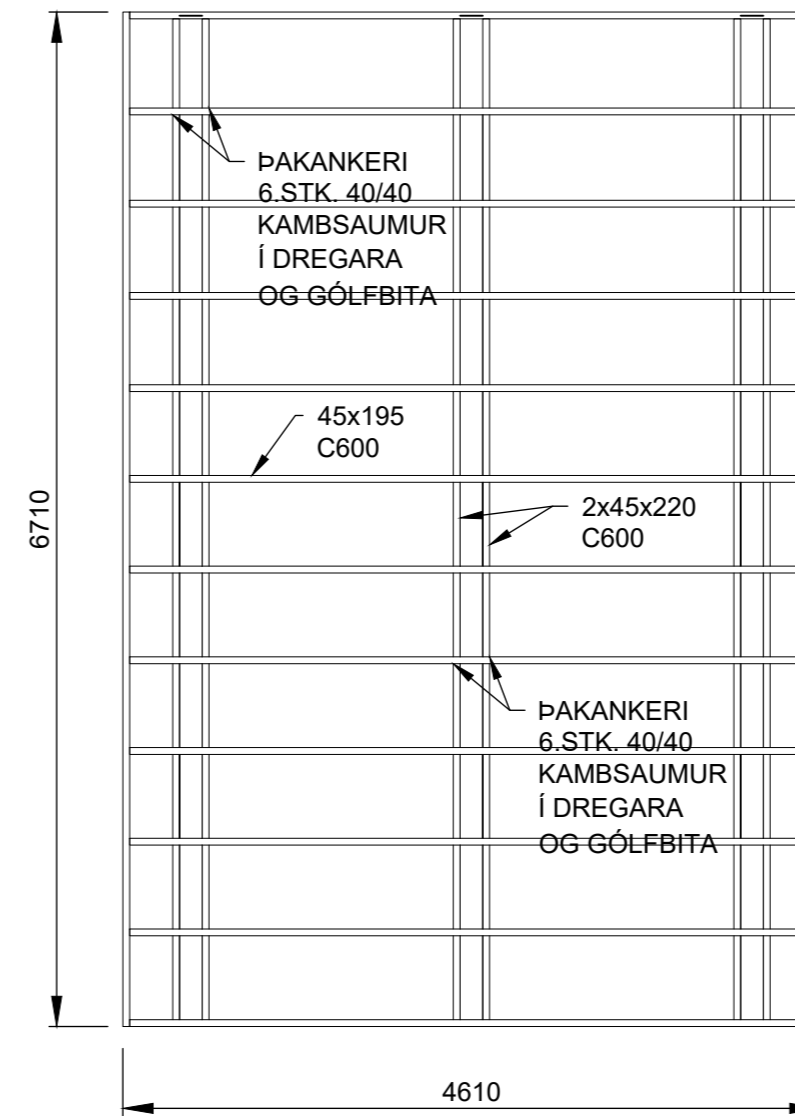 ÞAKANKERI
6.STK. 40/40
KAMBSAUMUR
Í DREGARA
OG GÓLFBITA
45x195
C600
6710
2x45x220
C600
ÞAKANKERI
6.STK. 40/40
KAMBSAUMUR
Í DREGARA
OG GÓLFBITA
4610